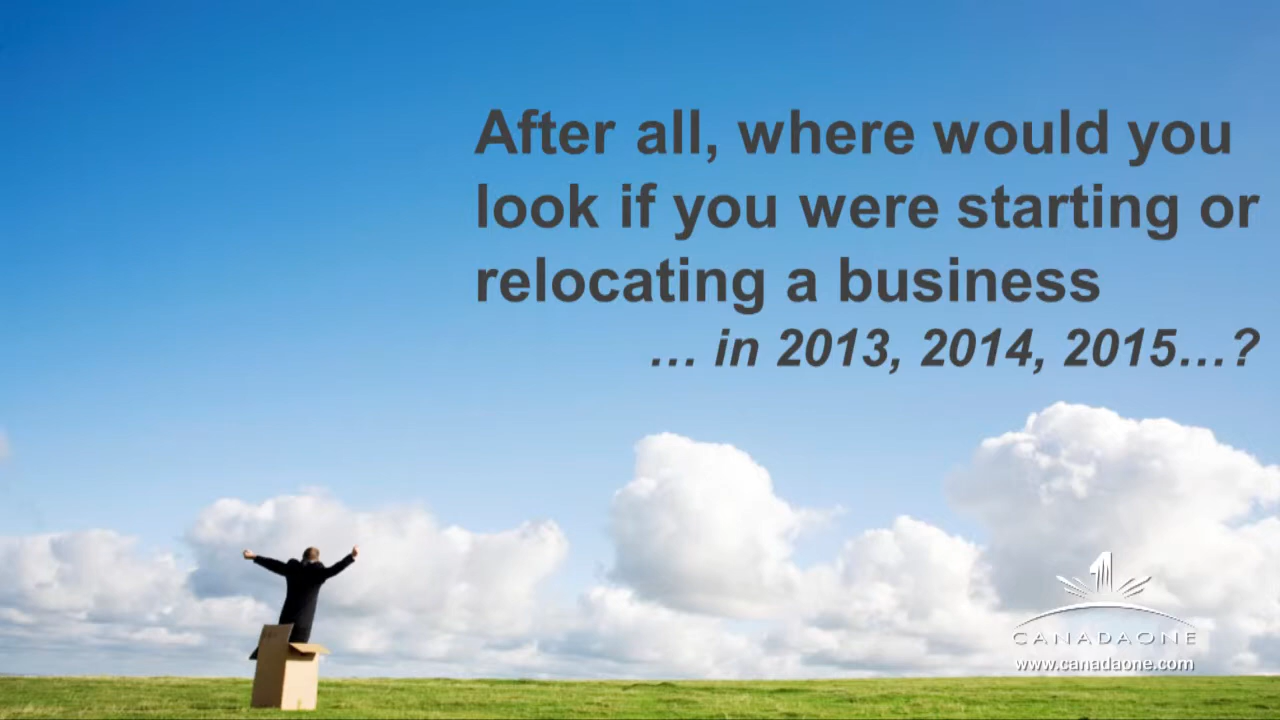 After all, where would you
look if you were starting or
relocating a business
… in 2013, 2014, 2015…?
1
CANADAONE
www.canadaone.com